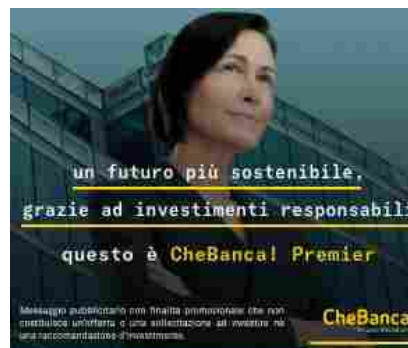 un futuro più sostenibile,
grazie ad investimenti responsabili
questo è CheBanca! Premier
Messaggio pubblicitario con finalità promozionale che non
costituisce un'offerta o una sollecitazione ad investire né
una raccomandazione d'investimento.
CheBanca